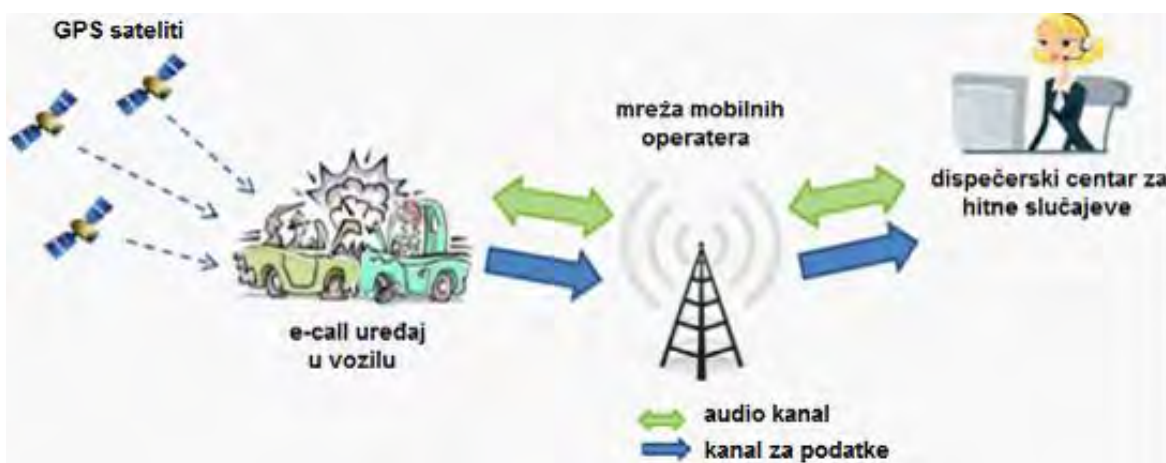 GPS sateliti
mreža mobilnih
operatera
dispečerski centar za
hitne slučajeve
e-call uređaj
u vozilu
audio kanal
kanal za podatke